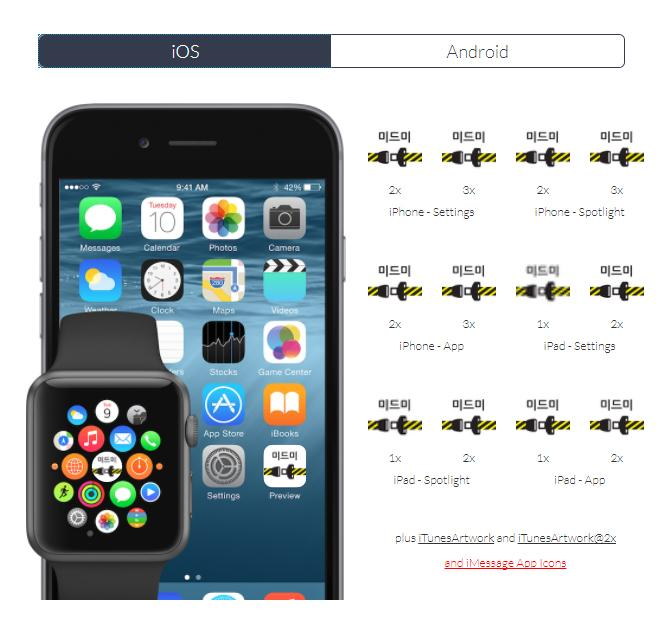 iOS Android
9:41 AM 42%
Tuesday
10
Messages Calendar Photos Camera
280
Weather Clock Maps Videos
Stocks Game Center
App Store iBooks
Settings Preview
미드미
9
미드미
미드미 미드미 미드미 미드미
2x 3x 2x 3x
iPhone - Settings iPhone - Spotlight
미드미 미드미 미드미 미드미
2x 3x 1x 2x
iPhone - App iPad - Settings
미드미 미드미 미드미 미드미
1x 2x 1x 2x
iPad - Spotlight iPad - App
plus iTunesArtwork and iTunesArtwork@2x
and iMessage App Icons